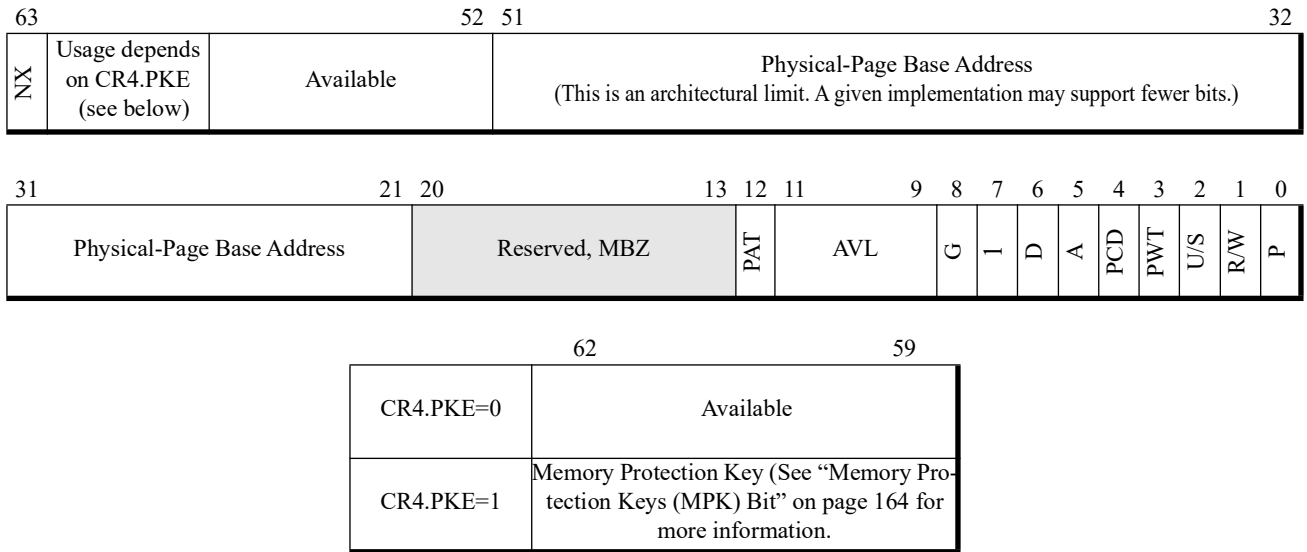 63 52 51 32
NX
Usage depends
on CR4.PKE
(see below)
Available
Physical-Page Base Address
(This is an architectural limit. A given implementation may support fewer bits.)
31 21 20 13 12 11 9 8 7 6 5 4 3 2 1 0
Physical-Page Base Address
Reserved, MBZ
PAT
AVL
G
1
D
A
PCD
PWT
U/S
R/W
P
62 59
CR4.PKE=0
Available
CR4.PKE=1
Memory Protection Key (See “Memory Pro-
tection Keys (MPK) Bit” on page 164 for
more information.